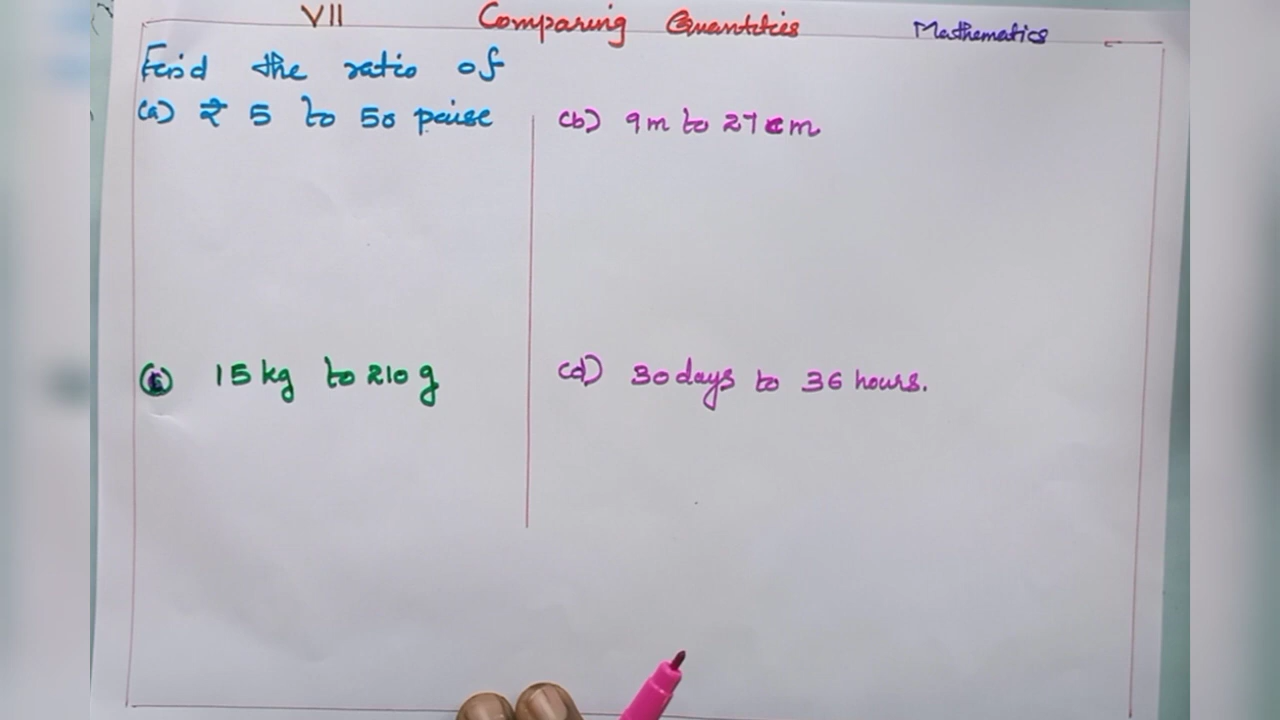 VII Comparing Quantities Mathematics
Find the ratio of
(a) ₹ 5 to 50 paise
(b) 9m to 27 cm
(c) 15 kg to 210 g
(d) 30 days to 36 hours.